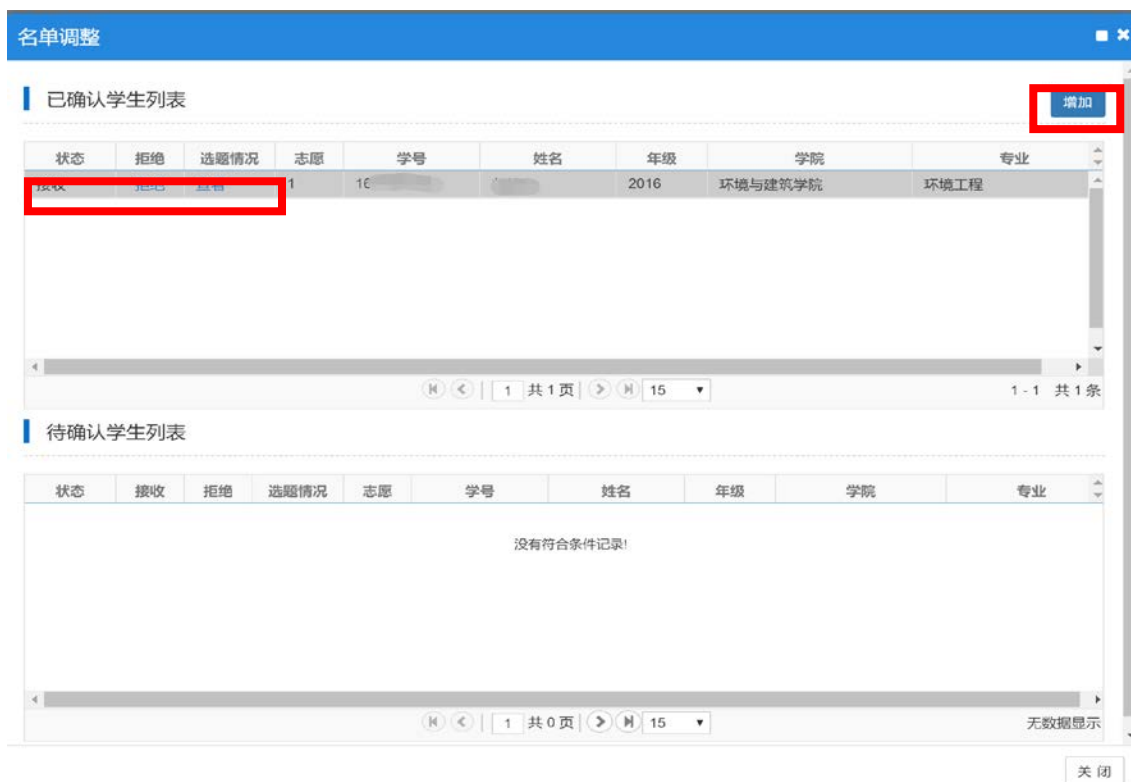 名单调整
已确认学生列表
增加
状态 拒绝 选题情况 志愿 学号 姓名 年级 学院 专业
接收 拒绝 查看 1 16 2016 环境与建筑学院 环境工程
1 共1页 15 1 - 1 共1条
待确认学生列表
状态 接收 拒绝 选题情况 志愿 学号 姓名 年级 学院 专业
没有符合条件记录!
1 共0页 15 无数据显示
关闭